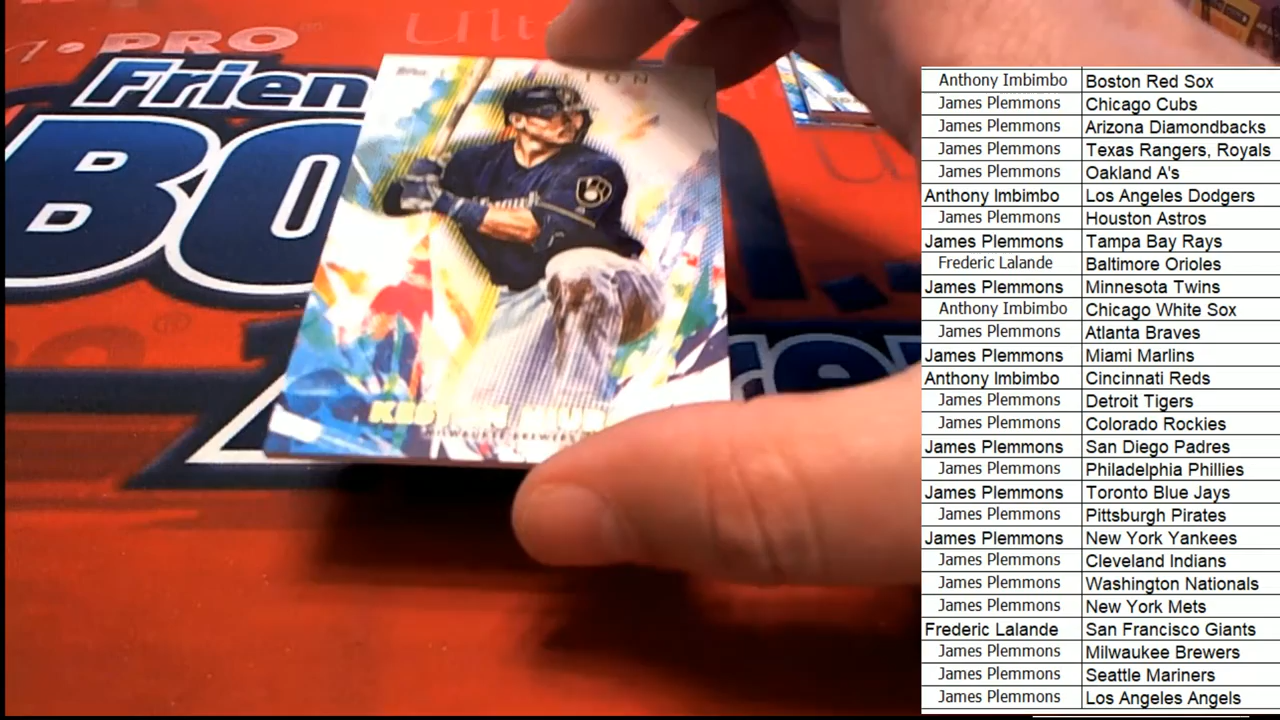 PRO
Ultr
Frien
BO
TION
MILWAUKEE BREWERS
Anthony Imbimbo Boston Red Sox
James Plemmons Chicago Cubs
James Plemmons Arizona Diamondbacks
James Plemmons Texas Rangers, Royals
James Plemmons Oakland A's
Anthony Imbimbo Los Angeles Dodgers
James Plemmons Houston Astros
James Plemmons Tampa Bay Rays
Frederic Lalande Baltimore Orioles
James Plemmons Minnesota Twins
Anthony Imbimbo Chicago White Sox
James Plemmons Atlanta Braves
James Plemmons Miami Marlins
Anthony Imbimbo Cincinnati Reds
James Plemmons Detroit Tigers
James Plemmons Colorado Rockies
James Plemmons San Diego Padres
James Plemmons Philadelphia Phillies
James Plemmons Toronto Blue Jays
James Plemmons Pittsburgh Pirates
James Plemmons New York Yankees
James Plemmons Cleveland Indians
James Plemmons Washington Nationals
James Plemmons New York Mets
Frederic Lalande San Francisco Giants
James Plemmons Milwaukee Brewers
James Plemmons Seattle Mariners
James Plemmons Los Angeles Angels